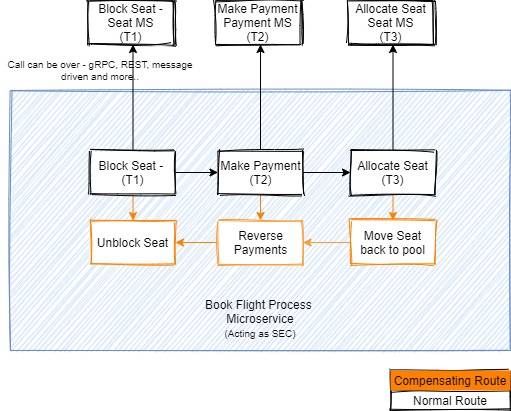 Block Seat -
Seat MS
(T1)
Make Payment
Payment MS
(T2)
Allocate Seat
Seat MS
(T3)
Call can be over - gRPC, REST, message
driven and more..
Block Seat -
(T1)
Make Payment
(T2)
Allocate Seat
(T3)
Unblock Seat
Reverse
Payments
Move Seat
back to pool
Book Flight Process
Microservice
(Acting as SEC)
Compensating Route
Normal Route